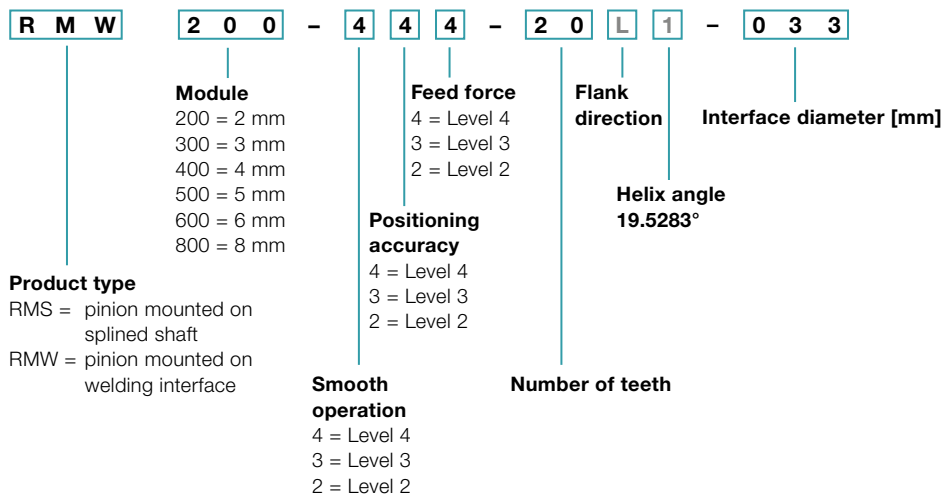 R M W 2 0 0 – 4 4 4 – 2 0 L 1 – 0 3 3
Module
200 = 2 mm
300 = 3 mm
400 = 4 mm
500 = 5 mm
600 = 6 mm
800 = 8 mm
Feed force
4 = Level 4
3 = Level 3
2 = Level 2
Flank
direction
Interface diameter [mm]
Helix angle
19.5283°
Positioning
accuracy
4 = Level 4
3 = Level 3
2 = Level 2
Product type
RMS = pinion mounted on
splined shaft
RMW = pinion mounted on
welding interface
Smooth
operation
4 = Level 4
3 = Level 3
2 = Level 2
Number of teeth